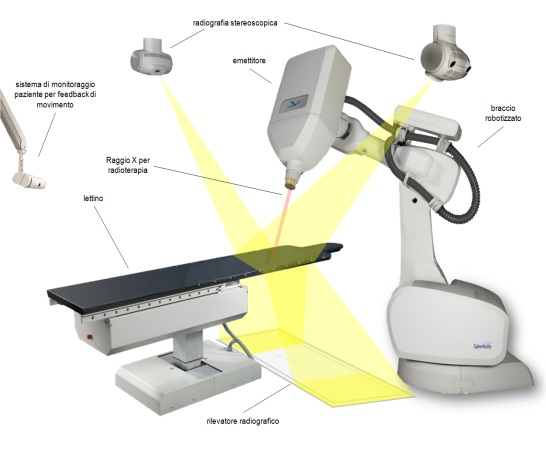 radiografia stereoscopica
emettitore
sistema di monitoraggio
paziente per feedback di
movimento
braccio
robotizzato
Raggio X per
radioterapia
lettino
CyberKnife
rilevatore radiografico